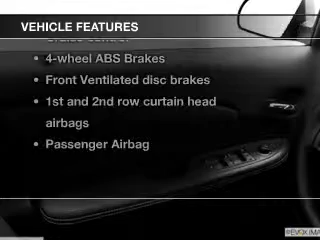 VEHICLE FEATURES
• 4-wheel ABS Brakes
• Front Ventilated disc brakes
• 1st and 2nd row curtain head
airbags
• Passenger Airbag